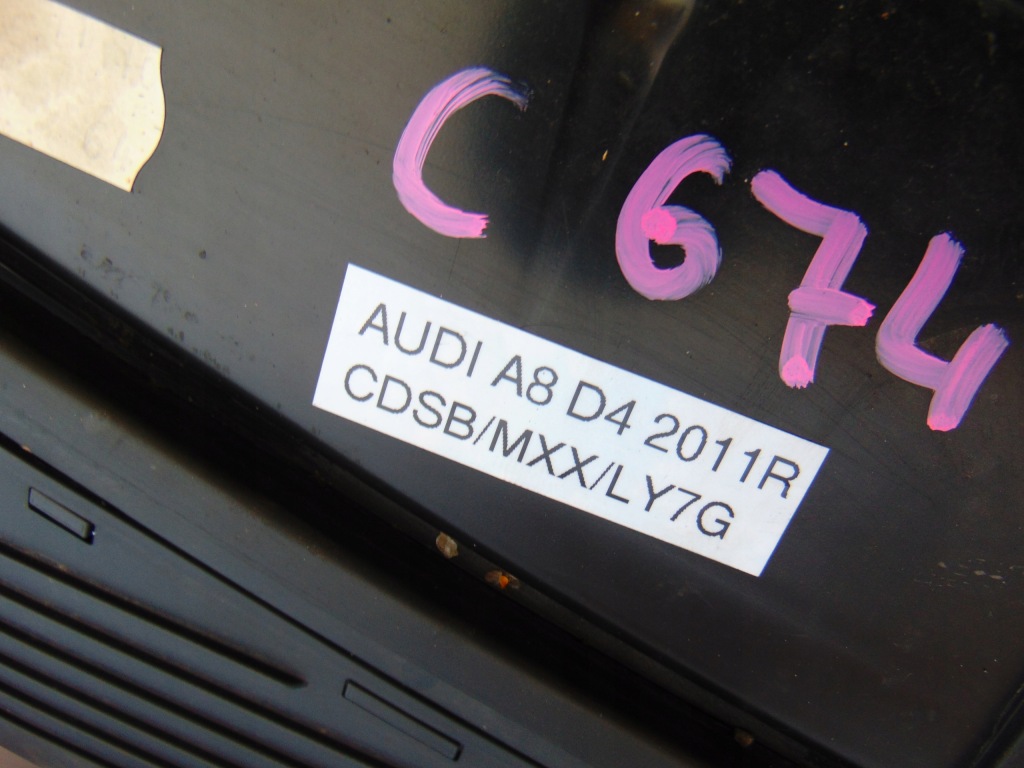 C 674
AUDI A8 D4 2011R
CDSB/MXX/LY7G